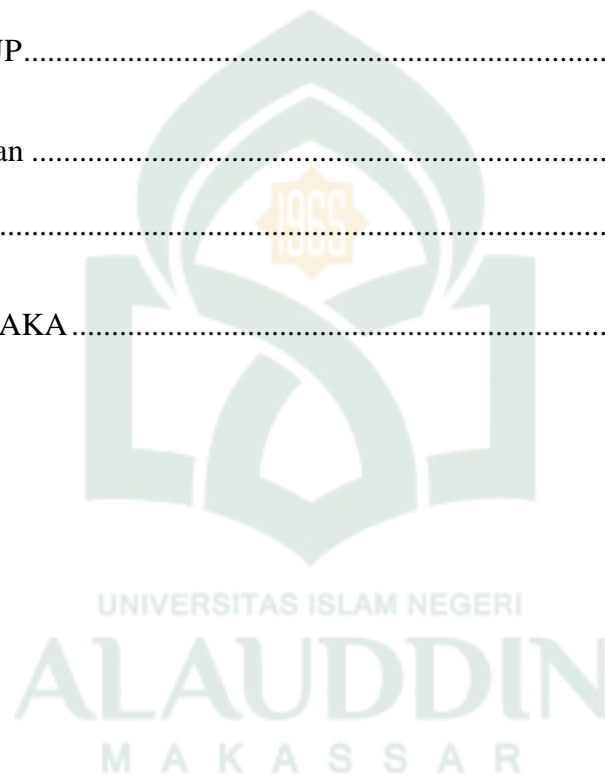 UP..........................................................................
an .........................................................................
............................................................................
AKA .....................................................................
1965
UNIVERSITAS ISLAM NEGERI
ALAUDDIN
MAKASSAR